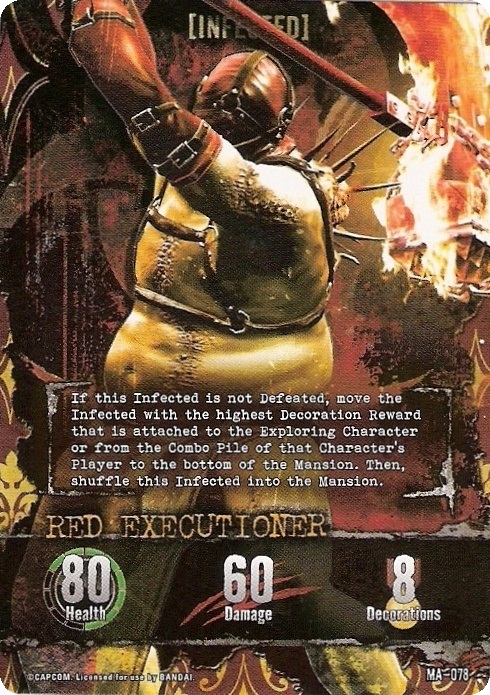 [INFECTED]
If this Infected is not Defeated, move the
Infected with the highest Decoration Reward
that is attached to the Exploring Character
or from the Combo Pile of that Character's
Player to the bottom of the Mansion. Then,
shuffle this Infected into the Mansion.
RED EXECUTIONER
80 60 8
Health Damage Decorations
©CAPCOM. Licensed for use by BANDAI. MA-078